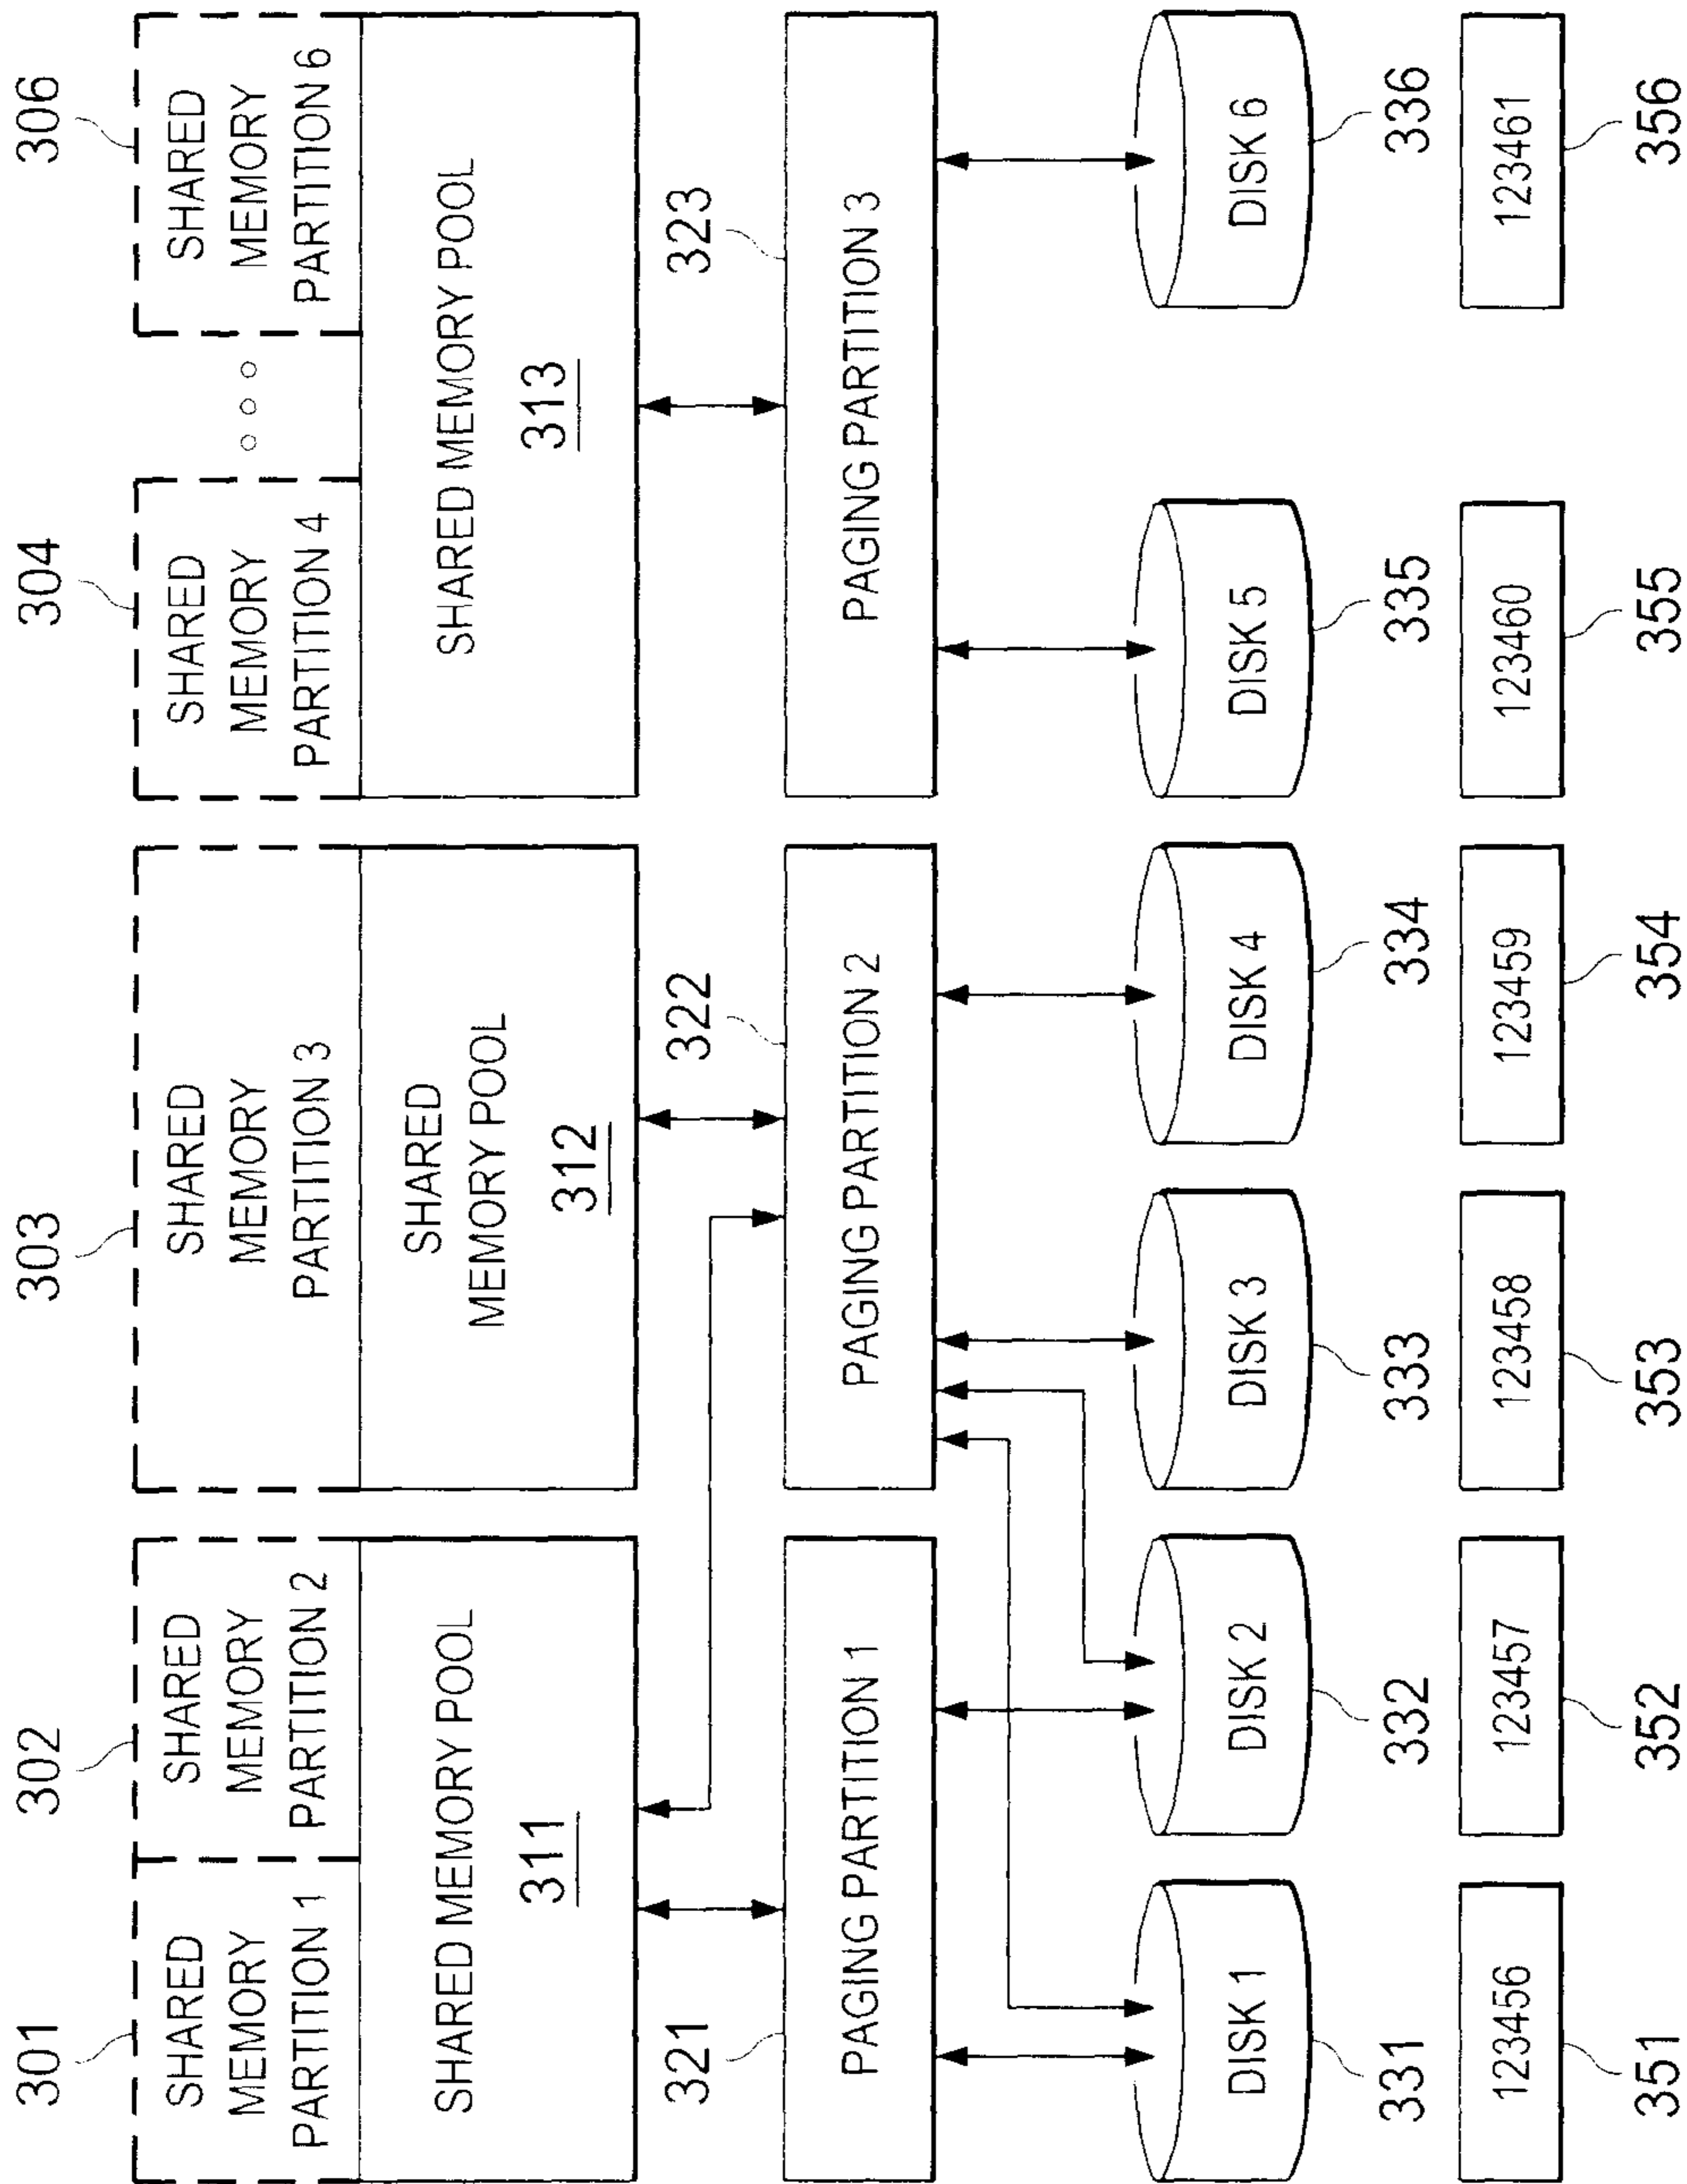 301
302
303
304
306
SHARED
MEMORY
PARTITION 1
SHARED
MEMORY
PARTITION 2
SHARED
MEMORY
PARTITION 3
SHARED
MEMORY
PARTITION 4
SHARED
MEMORY
PARTITION 6
SHARED MEMORY POOL
311
SHARED
MEMORY POOL
312
SHARED MEMORY POOL
313
321
322
323
PAGING PARTITION 1
PAGING PARTITION 2
PAGING PARTITION 3
DISK 1
DISK 2
DISK 3
DISK 4
DISK 5
DISK 6
331
332
333
334
335
336
123456
123457
123458
123459
123460
123461
351
352
353
354
355
356